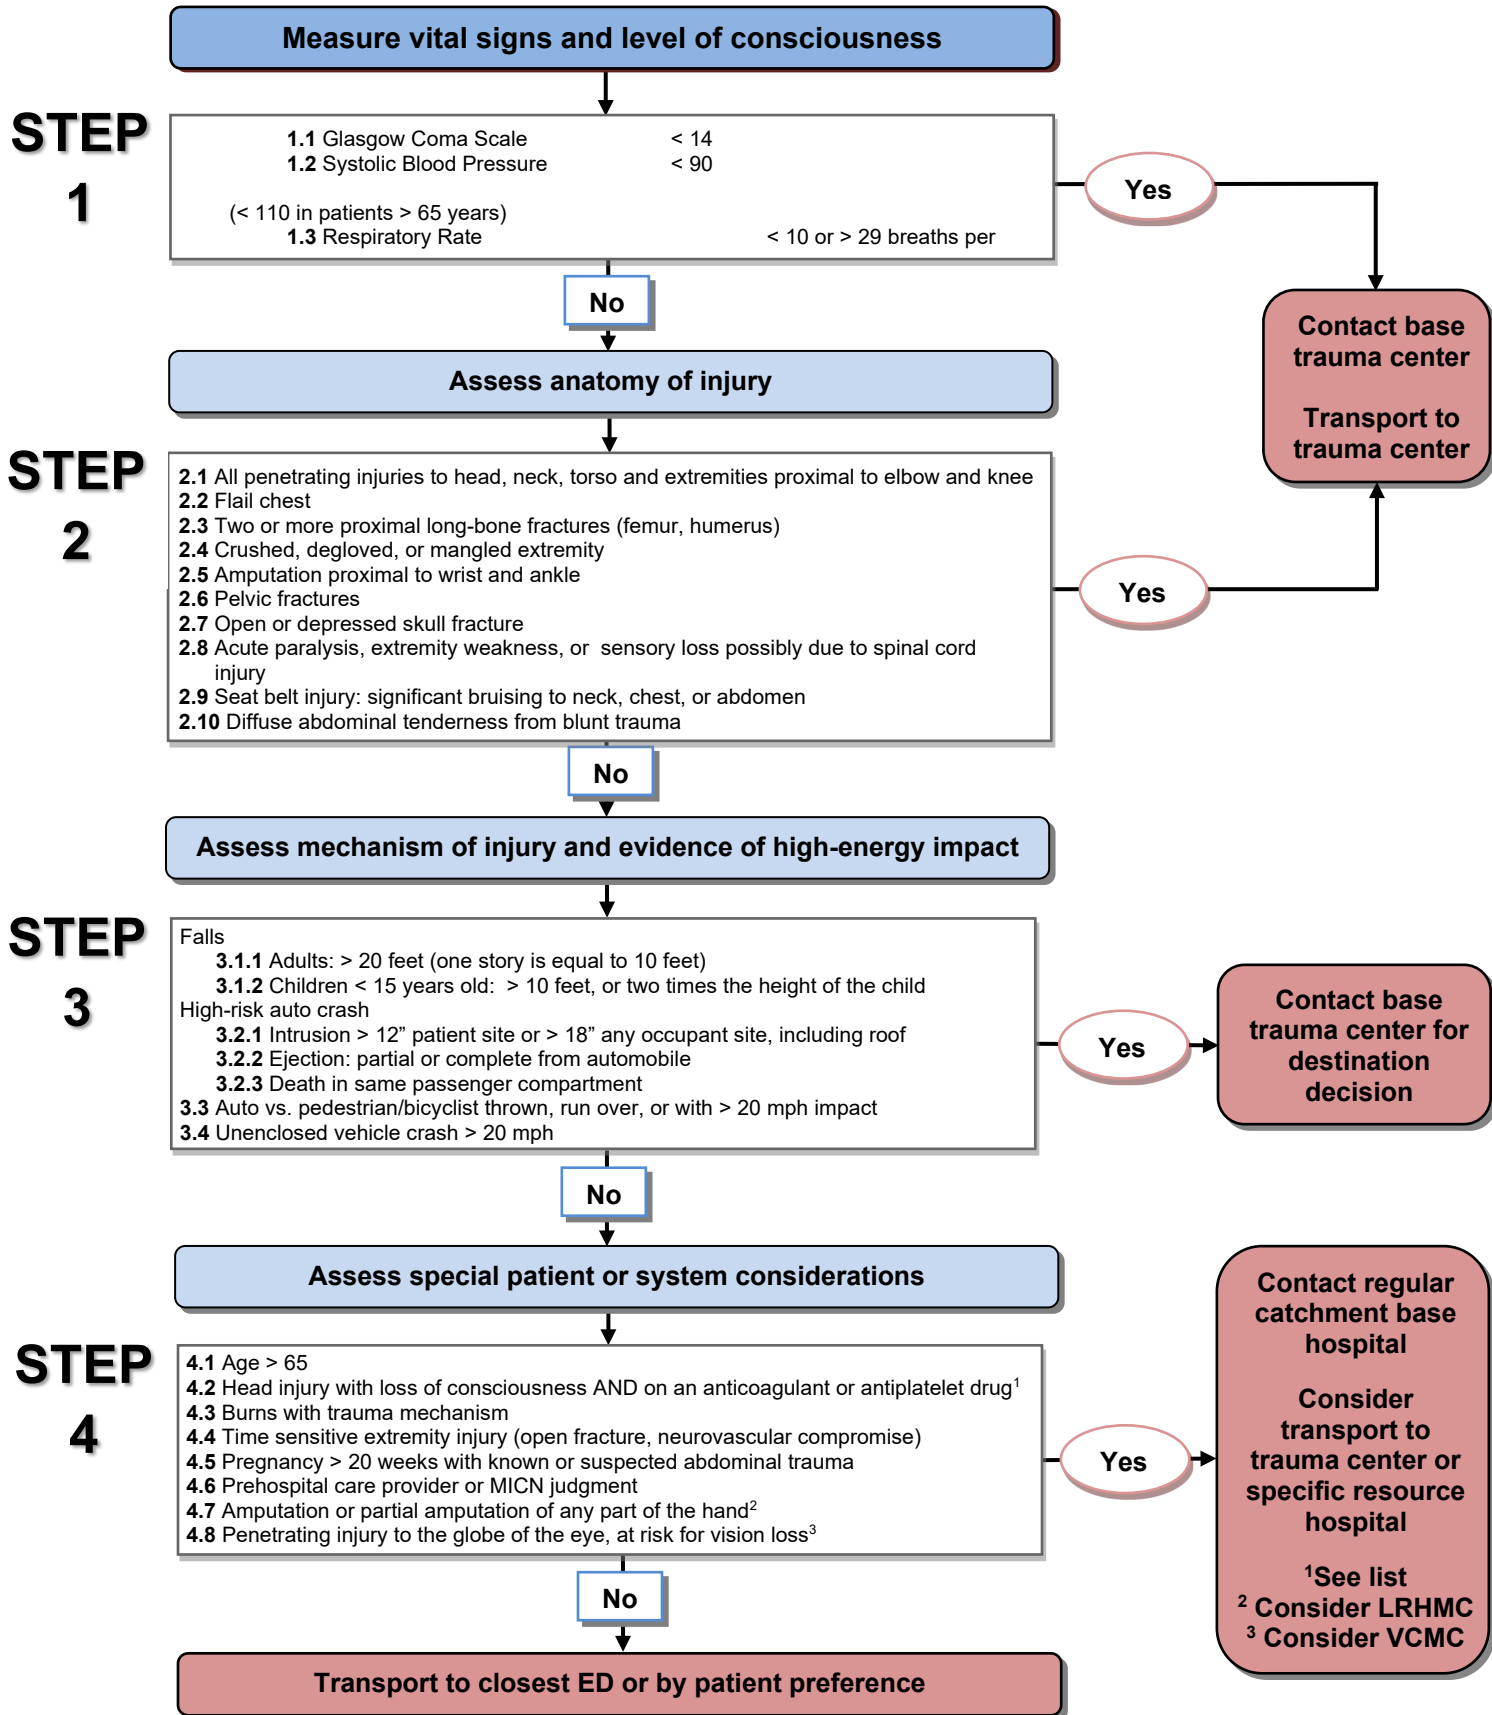 Measure vital signs and level of consciousness
STEP
1
1.1 Glasgow Coma Scale < 14
1.2 Systolic Blood Pressure < 90
(< 110 in patients > 65 years)
1.3 Respiratory Rate < 10 or > 29 breaths per
Yes
No
Contact base
trauma center
Transport to
trauma center
Assess anatomy of injury
STEP
2
2.1 All penetrating injuries to head, neck, torso and extremities proximal to elbow and knee
2.2 Flail chest
2.3 Two or more proximal long-bone fractures (femur, humerus)
2.4 Crushed, degloved, or mangled extremity
2.5 Amputation proximal to wrist and ankle
2.6 Pelvic fractures
2.7 Open or depressed skull fracture
2.8 Acute paralysis, extremity weakness, or  sensory loss possibly due to spinal cord
injury
2.9 Seat belt injury: significant bruising to neck, chest, or abdomen
2.10 Diffuse abdominal tenderness from blunt trauma
Yes
No
Assess mechanism of injury and evidence of high-energy impact
STEP
3
Falls
3.1.1 Adults: > 20 feet (one story is equal to 10 feet)
3.1.2 Children < 15 years old:  > 10 feet, or two times the height of the child
High-risk auto crash
3.2.1 Intrusion > 12” patient site or > 18” any occupant site, including roof
3.2.2 Ejection: partial or complete from automobile
3.2.3 Death in same passenger compartment
3.3 Auto vs. pedestrian/bicyclist thrown, run over, or with > 20 mph impact
3.4 Unenclosed vehicle crash > 20 mph
Yes
Contact base
trauma center for
destination
decision
No
Assess special patient or system considerations
STEP
4
4.1 Age > 65
4.2 Head injury with loss of consciousness AND on an anticoagulant or antiplatelet drug¹
4.3 Burns with trauma mechanism
4.4 Time sensitive extremity injury (open fracture, neurovascular compromise)
4.5 Pregnancy > 20 weeks with known or suspected abdominal trauma
4.6 Prehospital care provider or MICN judgment
4.7 Amputation or partial amputation of any part of the hand²
4.8 Penetrating injury to the globe of the eye, at risk for vision loss³
Yes
Contact regular
catchment base
hospital
Consider
transport to
trauma center or
specific resource
hospital
¹See list
² Consider LRHMC
³ Consider VCMC
No
Transport to closest ED or by patient preference